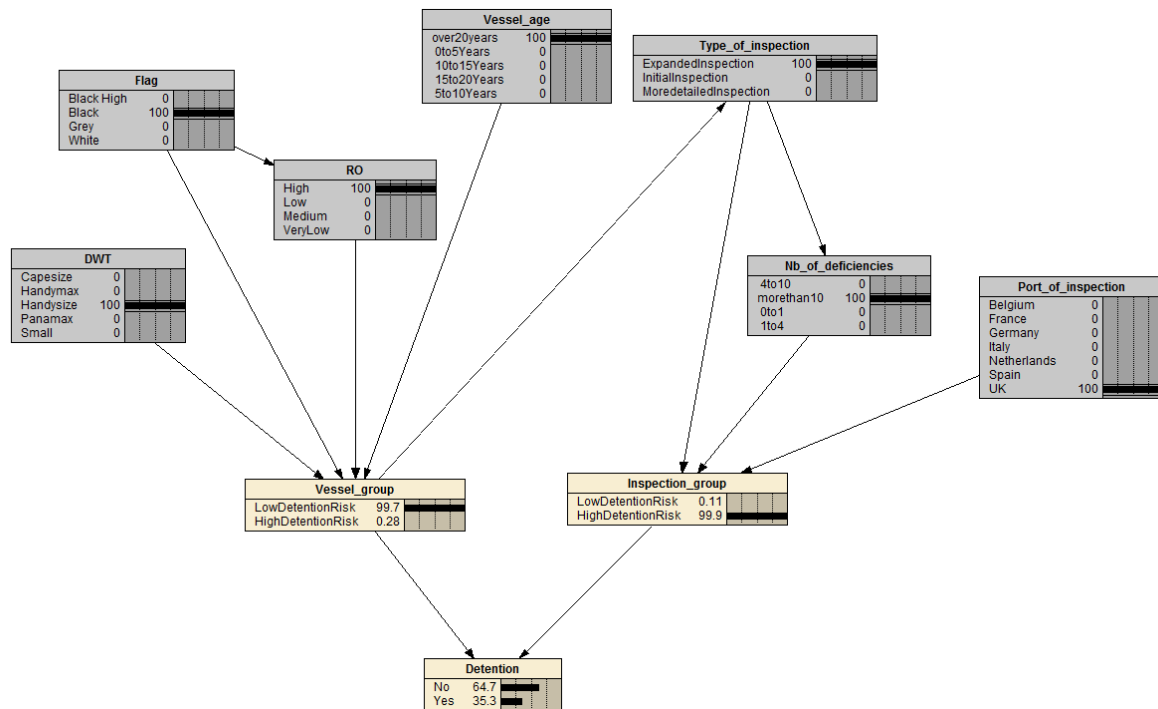 Vessel_age
over20years 100
0to5Years 0
10to15Years 0
15to20Years 0
5to10Years 0
Type_of_inspection
ExpandedInspection 100
InitialInspection 0
MoredetailedInspection 0
Flag
Black High 0
Black 100
Grey 0
White 0
RO
High 100
Low 0
Medium 0
VeryLow 0
DWT
Capesize 0
Handymax 0
Handysize 100
Panamax 0
Small 0
Nb_of_deficiencies
4to10 0
morethan10 100
0to1 0
1to4 0
Port_of_inspection
Belgium 0
France 0
Germany 0
Italy 0
Netherlands 0
Spain 0
UK 100
Vessel_group
LowDetentionRisk 99.7
HighDetentionRisk 0.28
Inspection_group
LowDetentionRisk 0.11
HighDetentionRisk 99.9
Detention
No 64.7
Yes 35.3